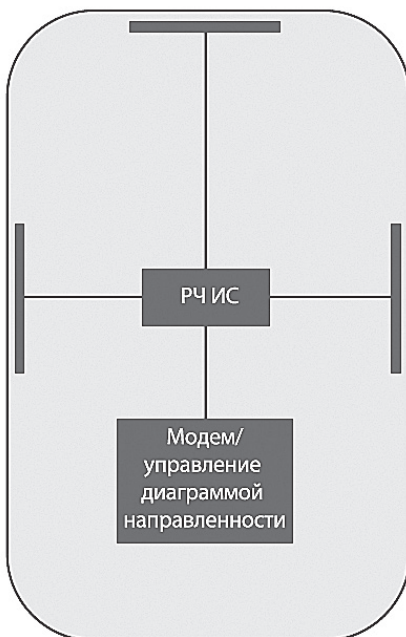 РЧ ИС
Модем/
управление
диаграммой
направленности